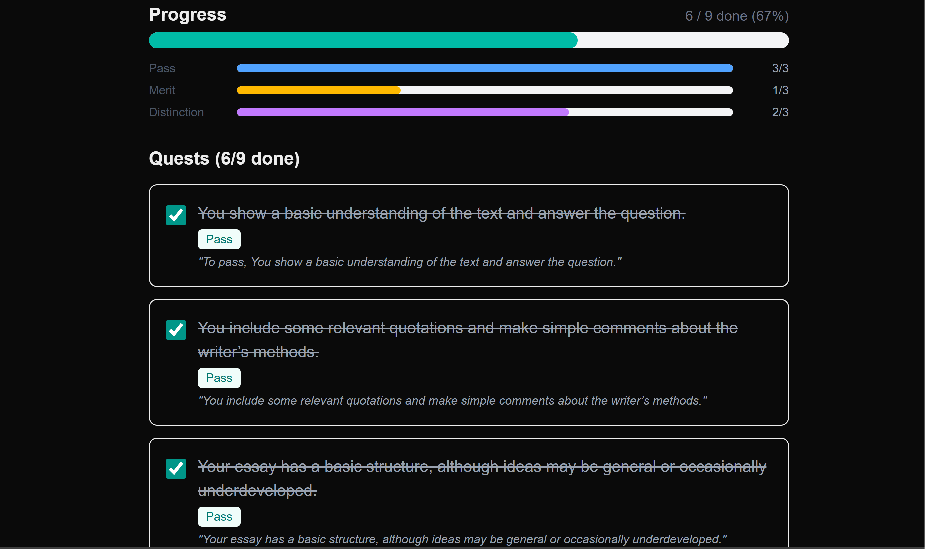 Progress
6 / 9 done (67%)
Pass
3/3
Merit
1/3
Distinction
2/3
Quests (6/9 done)
You show a basic understanding of the text and answer the question.
Pass
"To pass, You show a basic understanding of the text and answer the question."
You include some relevant quotations and make simple comments about the
writer's methods.
Pass
"You include some relevant quotations and make simple comments about the writer's methods."
Your essay has a basic structure, although ideas may be general or occasionally
underdeveloped.
Pass
"Your essay has a basic structure, although ideas may be general or occasionally underdeveloped."